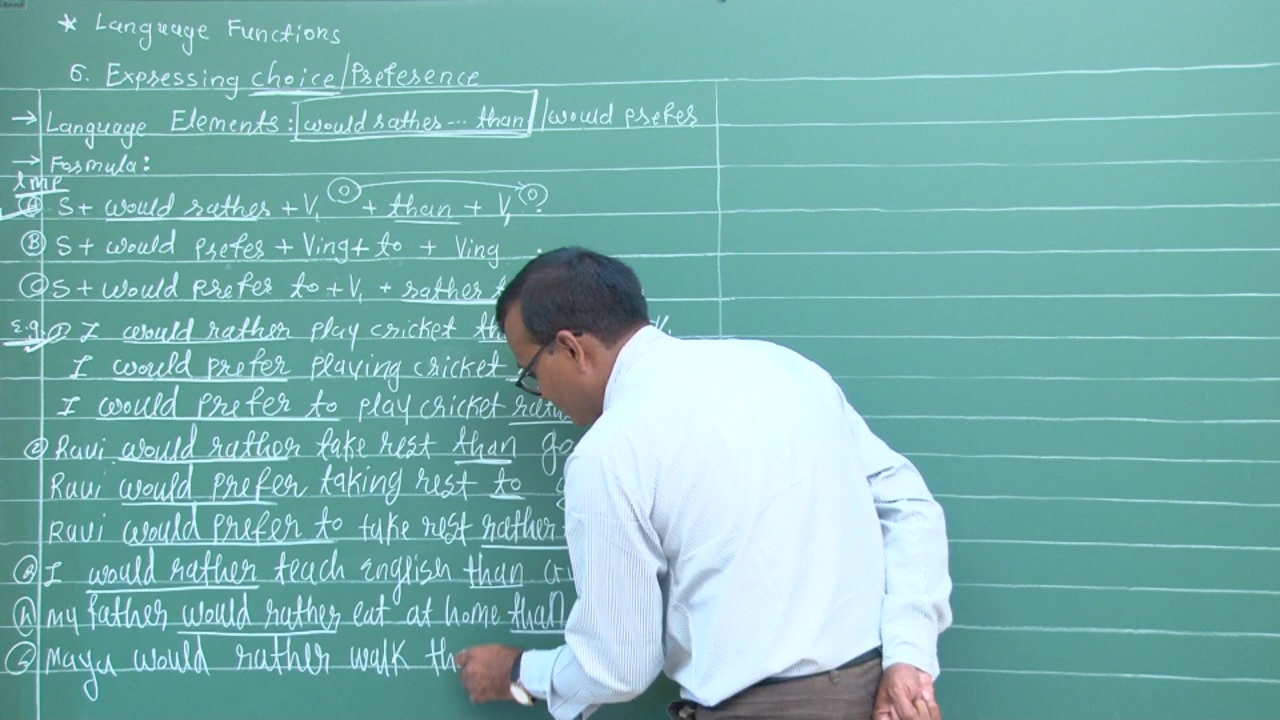 * Language Functions
6. Expressing choice/Preference
→ Language Elements: would rather... than /would prefer
→ Formula:
Imp
(A) S + would rather + V₁ (O) + than + V₁ (O).
(B) S + would prefer + Ving + to + Ving .
(C) S + would prefer to + V₁ + rather
E.g. (1) I would rather play cricket
I would prefer playing cricket
I would prefer to play cricket
(2) Ravi would rather take rest than go
Ravi would prefer taking rest to
Ravi would prefer to take rest rather
(3) I would rather teach English than
(4) my father would rather eat at home than
(5) Maya would rather walk th